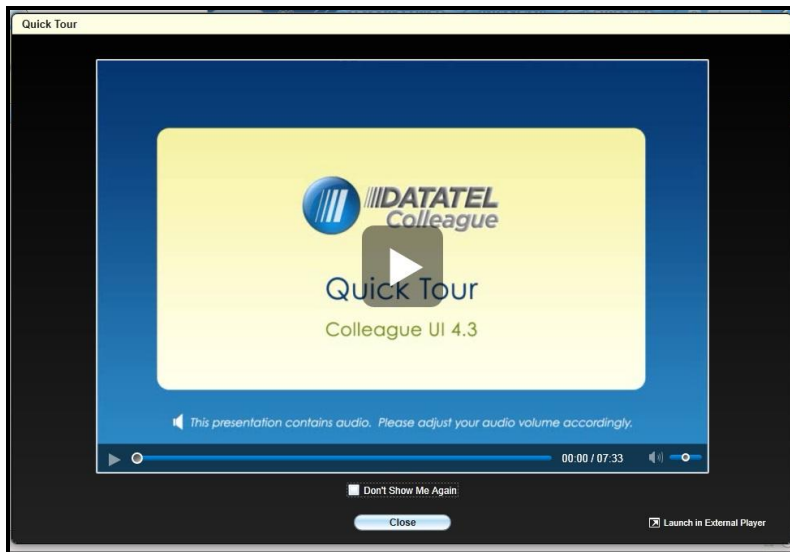 Quick Tour
DATATEL
Colleague
Quick Tour
Colleague UI 4.3
This presentation contains audio. Please adjust your audio volume accordingly.
00:00 / 07:33
Don't Show Me Again
Close
Launch in External Player